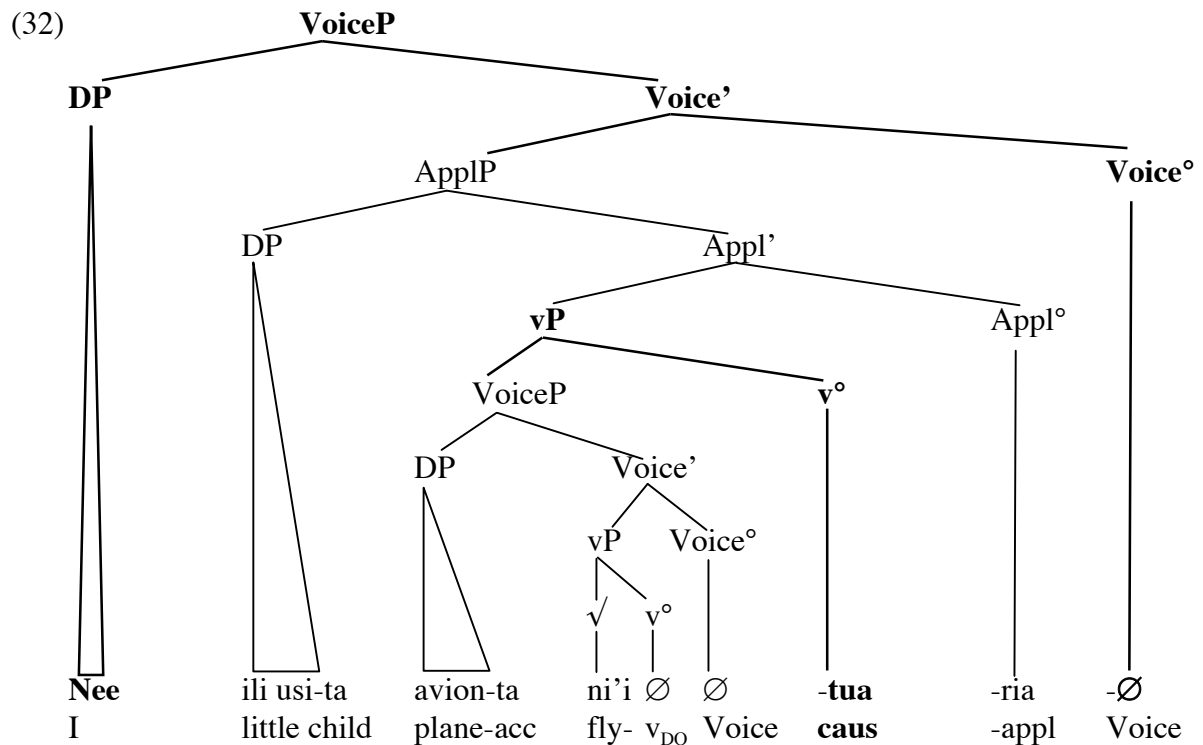 (32) VoiceP
DP Voice’
ApplP Voice°
DP Appl’
vP Appl°
VoiceP v°
DP Voice’
vP Voice°
√ v°
Nee ili usi-ta avion-ta ni’i ∅ ∅ -tua -ria -∅
I little child plane-acc fly- v_DO Voice caus -appl Voice